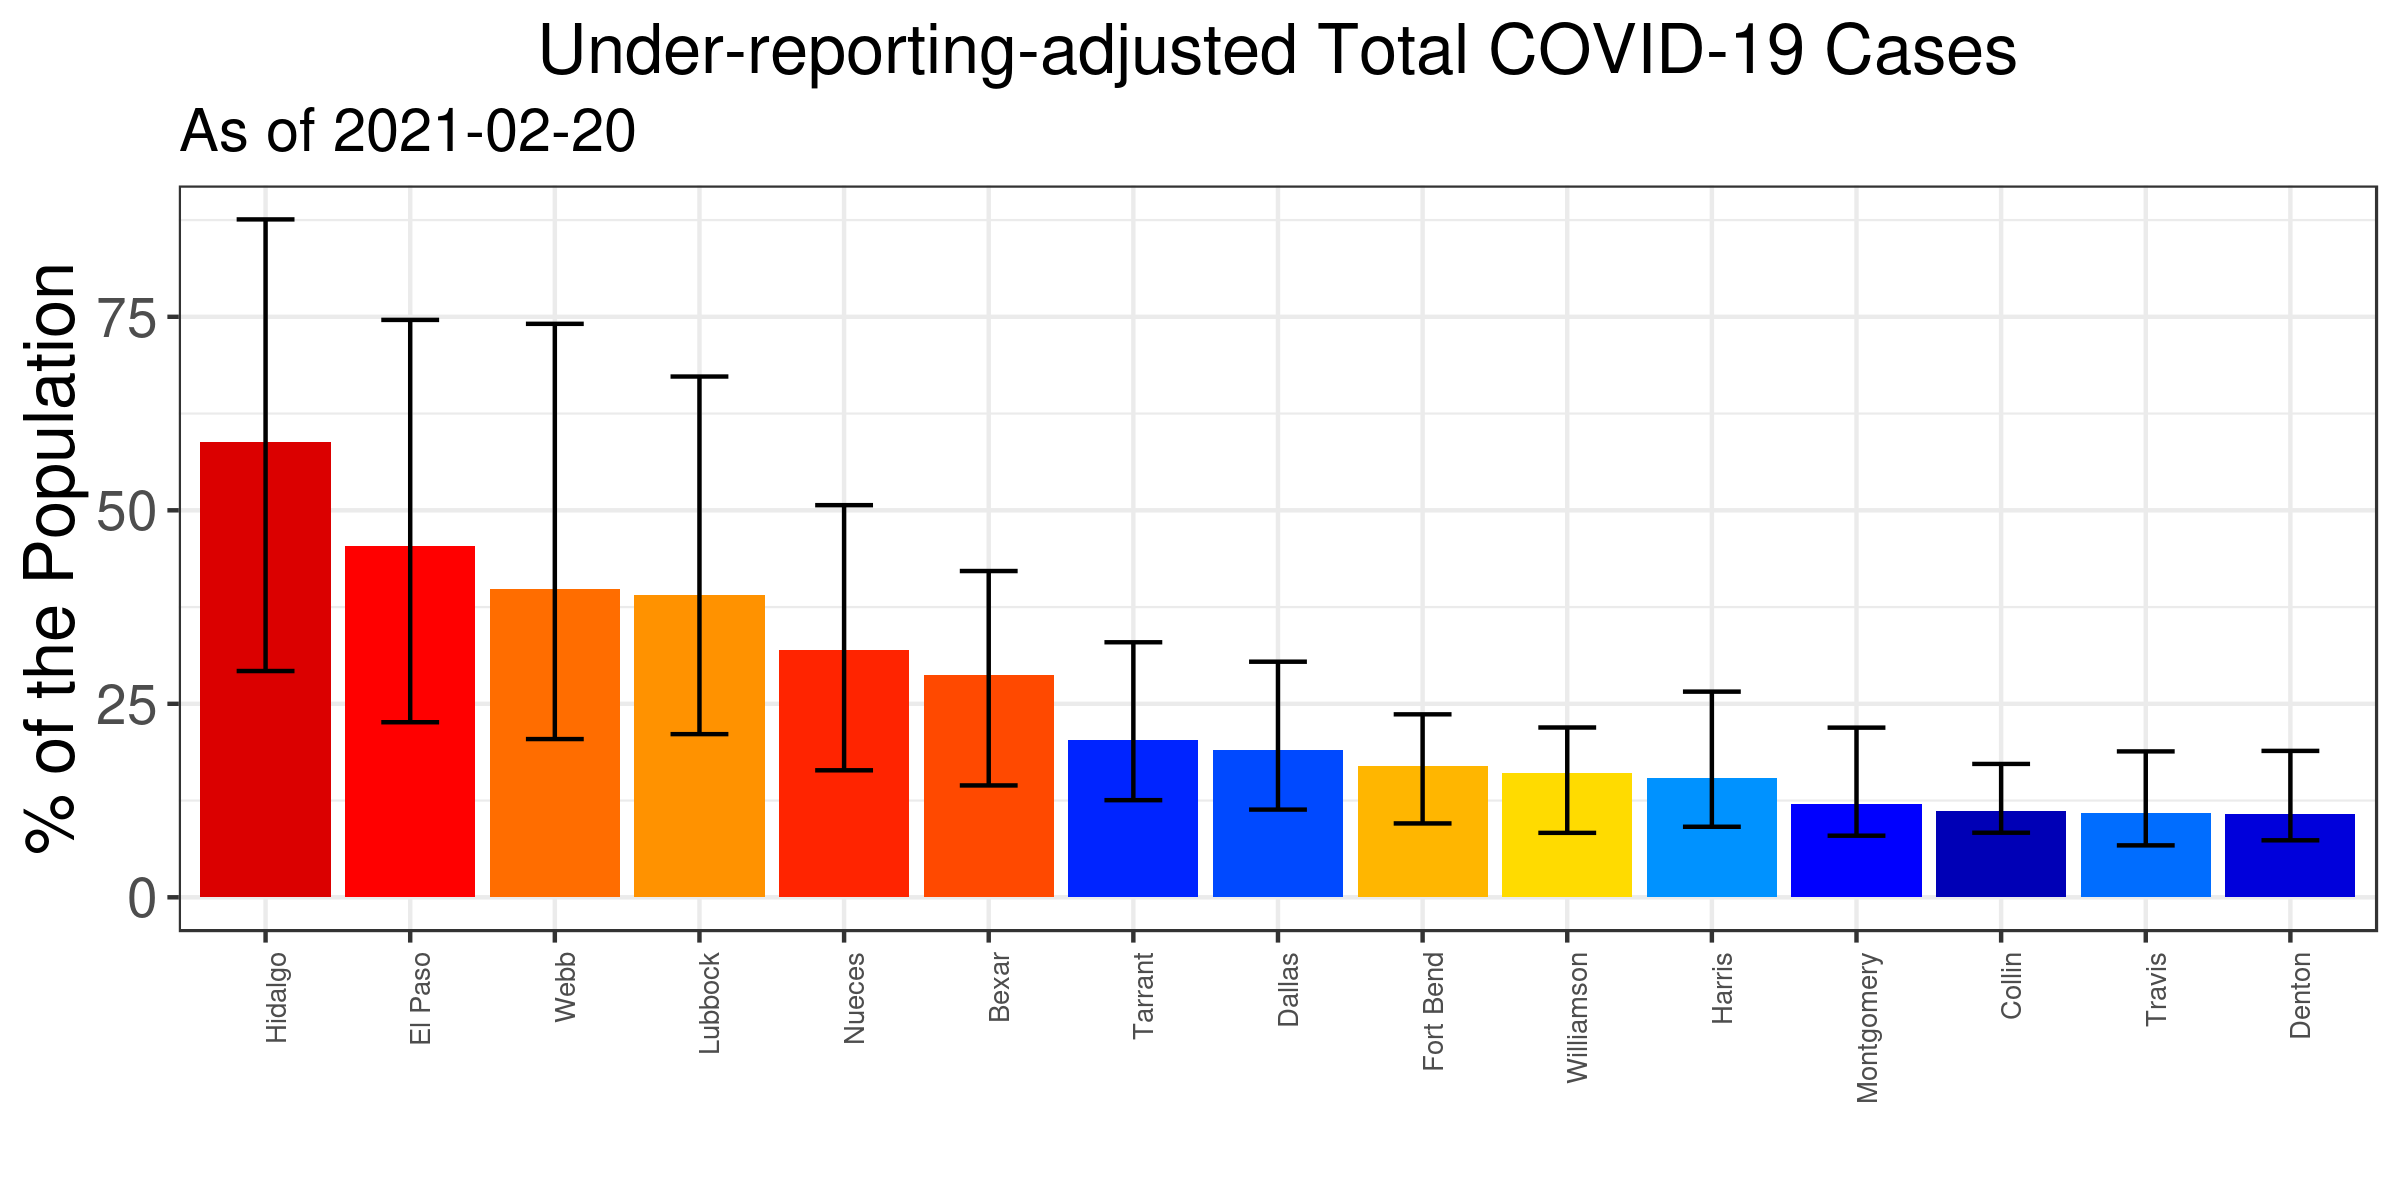 Under-reporting-adjusted Total COVID-19 Cases
As of 2021-02-20
% of the Population
75
50
25
0
Hidalgo
El Paso
Webb
Lubbock
Nueces
Bexar
Tarrant
Dallas
Fort Bend
Williamson
Harris
Montgomery
Collin
Travis
Denton